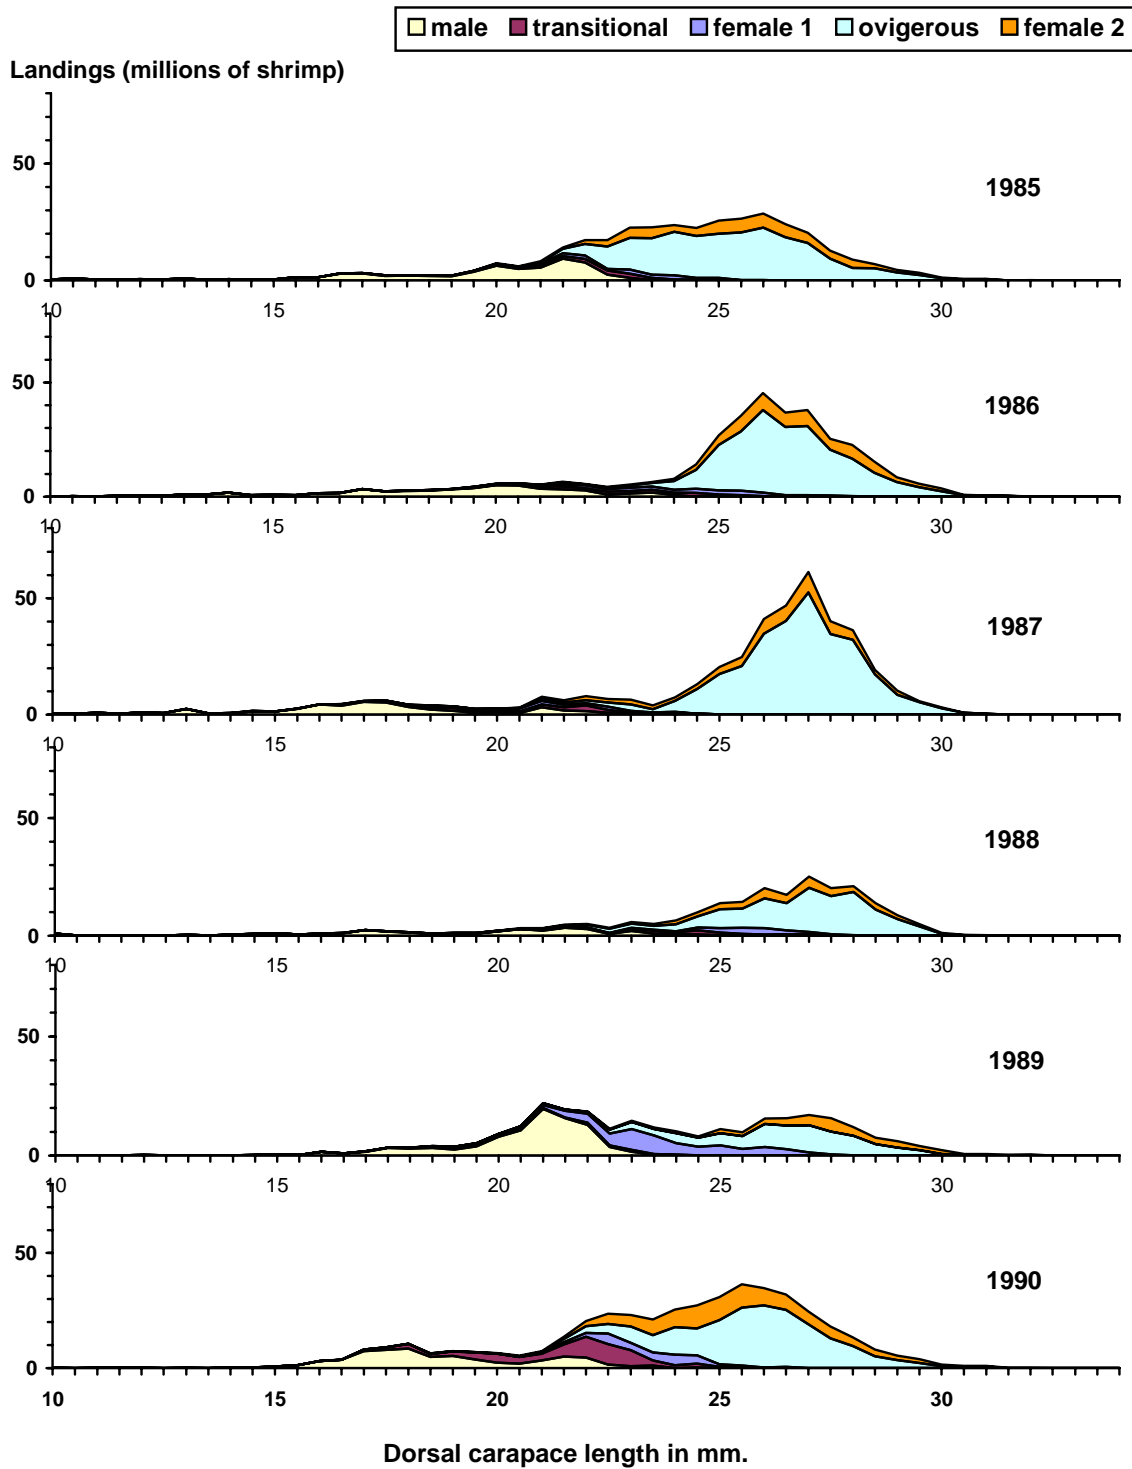 male transitional female 1 ovigerous female 2
Landings (millions of shrimp)
50
1985
0
10 15 20 25 30
50
1986
0
10 15 20 25 30
50
1987
0
10 15 20 25 30
50
1988
0
10 15 20 25 30
50
1989
0
10 15 20 25 30
50
1990
0
10 15 20 25 30
Dorsal carapace length in mm.